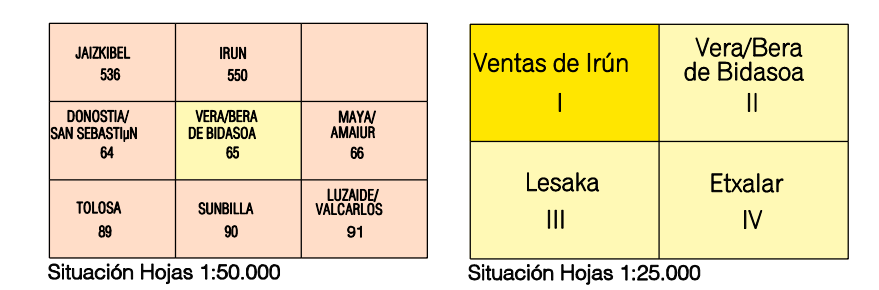 JAIZKIBEL
536
IRUN
550
DONOSTIA/
SAN SEBASTIµN
64
VERA/BERA
DE BIDASOA
65
MAYA/
AMAIUR
66
TOLOSA
89
SUNBILLA
90
LUZAIDE/
VALCARLOS
91
Situación Hojas 1:50.000
Ventas de Irún
I
Vera/Bera
de Bidasoa
II
Lesaka
III
Etxalar
IV
Situación Hojas 1:25.000